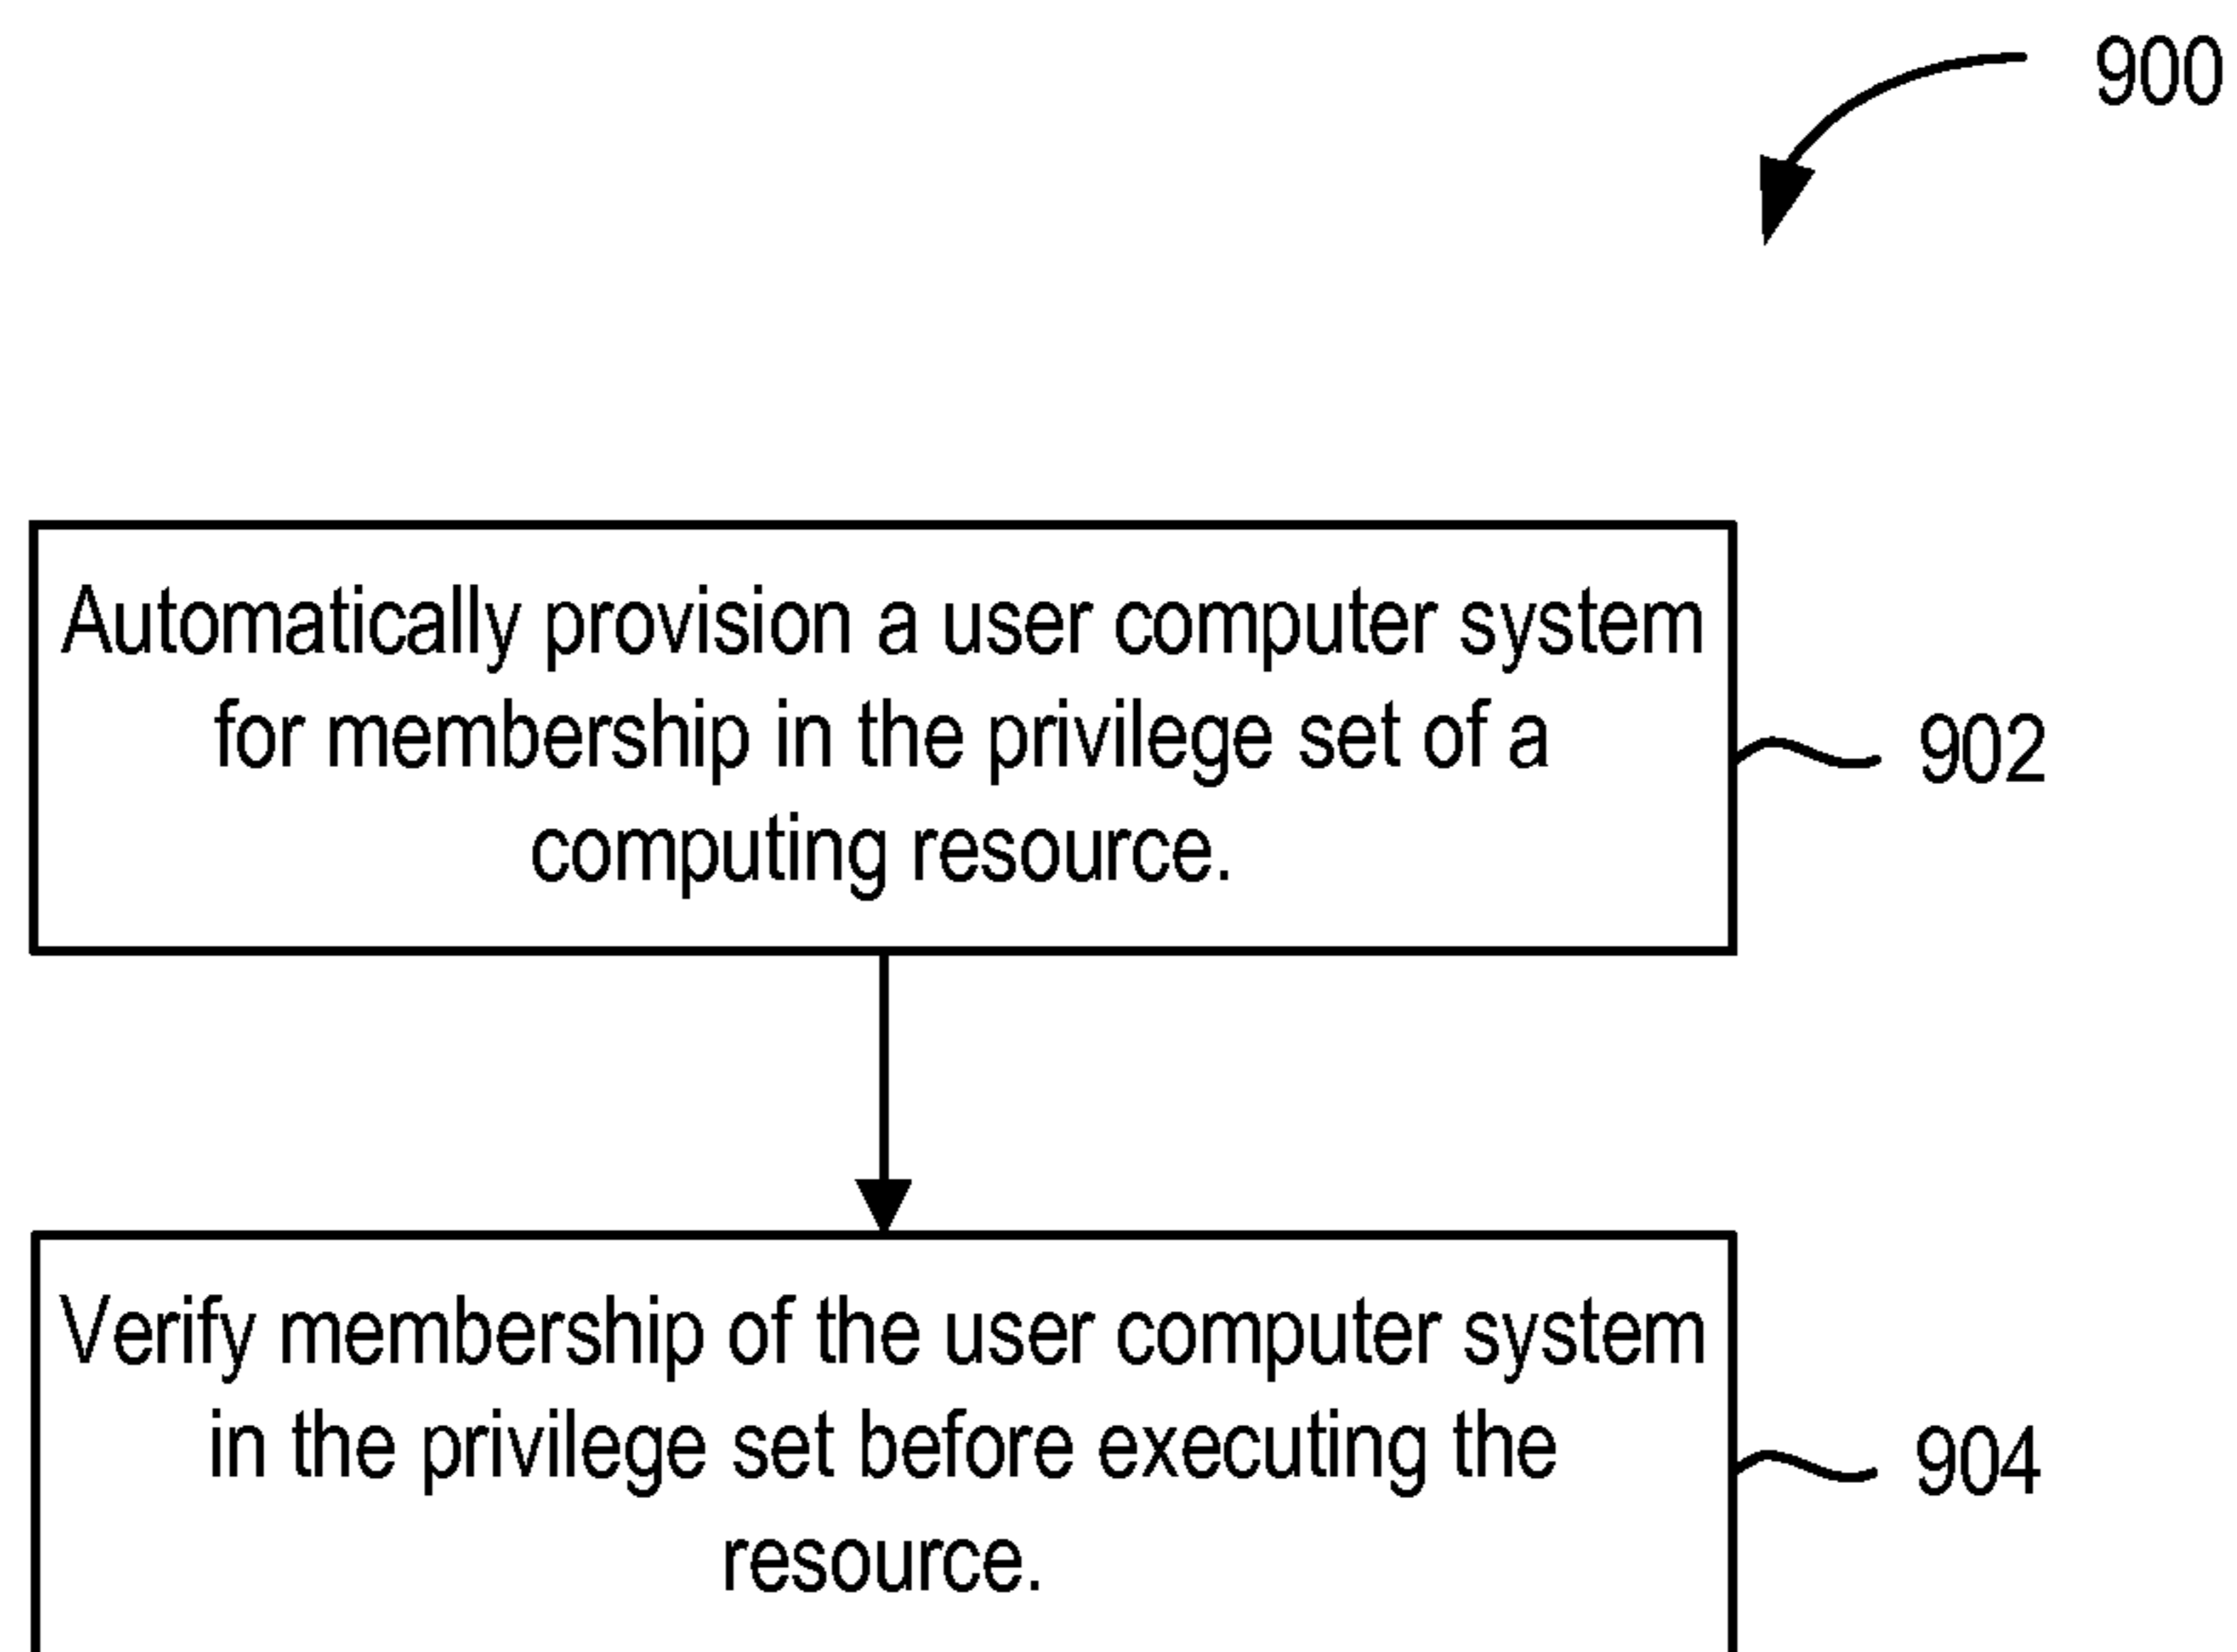 900
Automatically provision a user computer system
for membership in the privilege set of a
computing resource.
902
Verify membership of the user computer system
in the privilege set before executing the
resource.
904